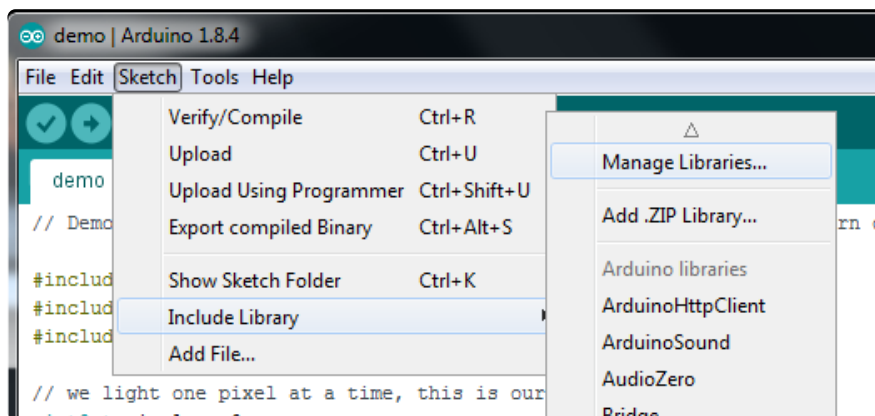 demo | Arduino 1.8.4
File Edit Sketch Tools Help
Verify/Compile Ctrl+R
Upload Ctrl+U
Upload Using Programmer Ctrl+Shift+U
Export compiled Binary Ctrl+Alt+S
Show Sketch Folder Ctrl+K
Include Library
Add File...
Manage Libraries...
Add .ZIP Library...
Arduino libraries
ArduinoHttpClient
ArduinoSound
AudioZero
Bridge
demo
// Demo
#includ
#includ
#includ
// we light one pixel at a time, this is our